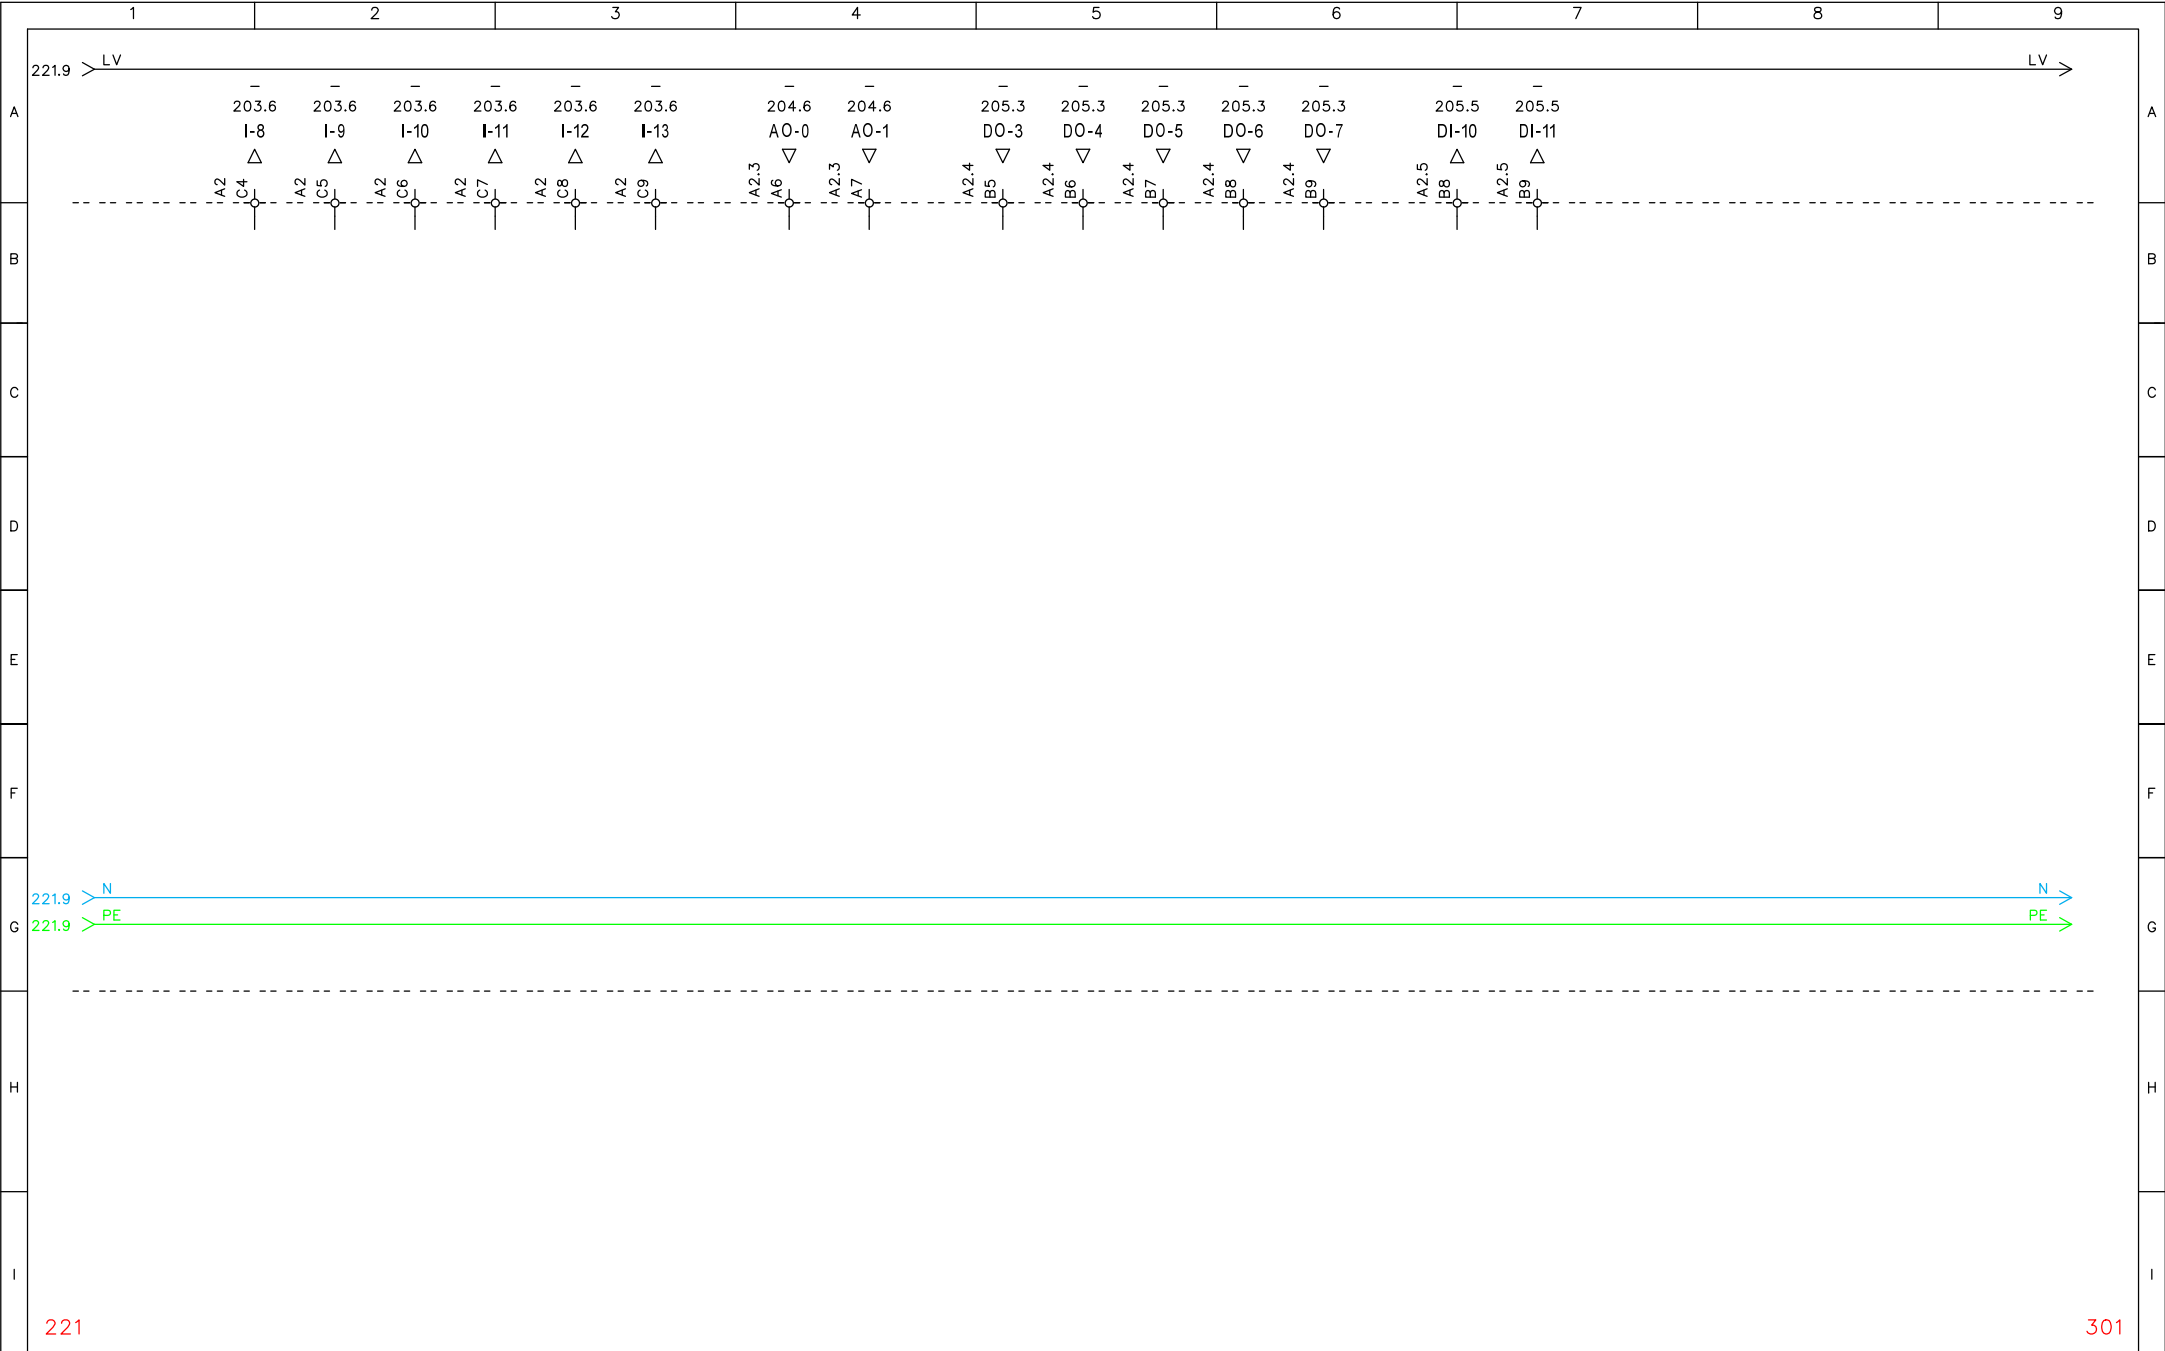 1 2 3 4 5 6 7 8 9
LV LV
221.9
A – – – – – – – – – – – – – – – A
203.6 203.6 203.6 203.6 203.6 203.6 204.6 204.6 205.3 205.3 205.3 205.3 205.3 205.5 205.5
I-8 I-9 I-10 I-11 I-12 I-13 AO-0 AO-1 DO-3 DO-4 DO-5 DO-6 DO-7 DI-10 DI-11
A2 A2 A2 A2 A2 A2 A2.3 A2.3 A2.4 A2.4 A2.4 A2.4 A2.4 A2.5 A2.5
C4 C5 C6 C7 C8 C9 A6 A7 B5 B6 B7 B8 B9 B8 B9
B B
C C
D D
E E
F F
N N
221.9
PE PE
G 221.9 G
H H
I I
221 301